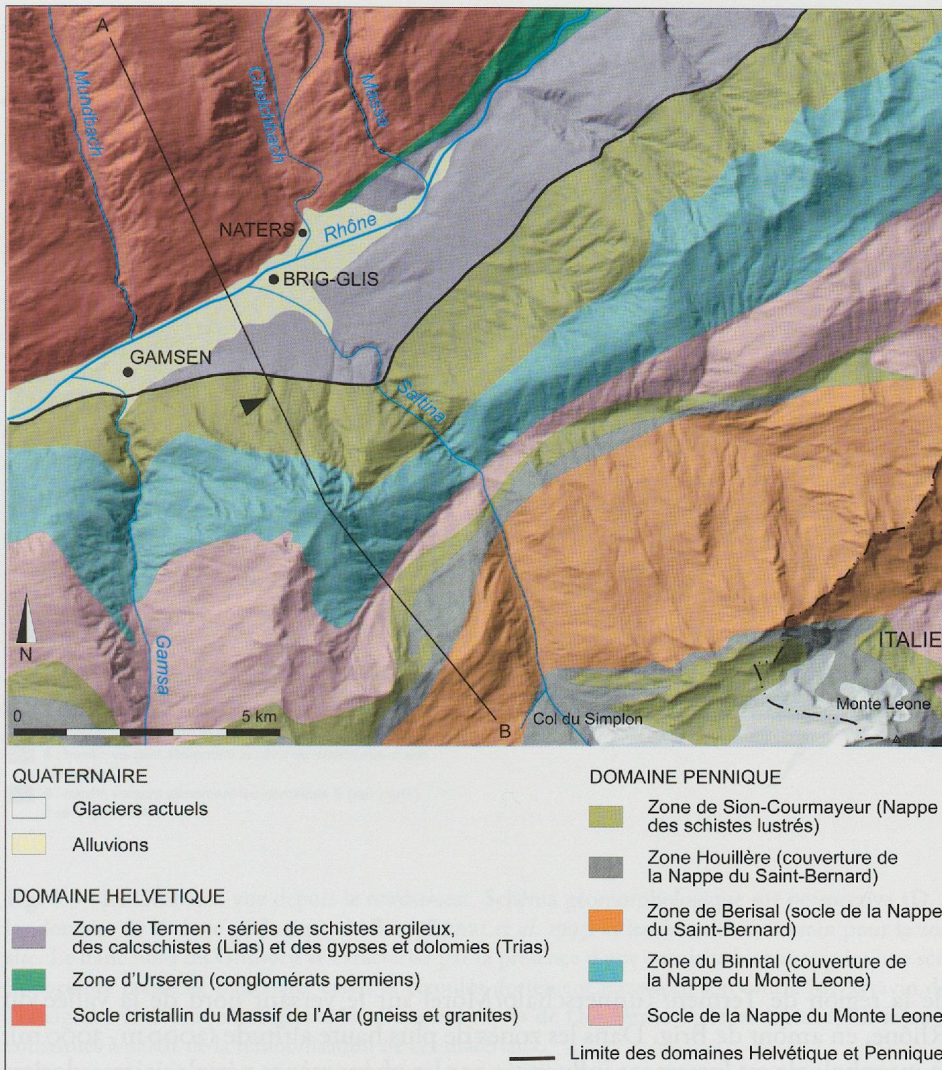 A
Mundbach
Chelchbach
Massa
NATERS
Rhône
BRIG-GLIS
GAMSEN
Saltina
N
Gamsa
ITALIE
Monte Leone
0
5 km
B
Col du Simplon
QUATERNAIRE
Glaciers actuels
Alluvions
DOMAINE HELVETIQUE
Zone de Termen : séries de schistes argileux,
des calcschistes (Lias) et des gypses et dolomies (Trias)
Zone d'Urseren (conglomérats permiens)
Socle cristallin du Massif de l'Aar (gneiss et granites)
DOMAINE PENNIQUE
Zone de Sion-Courmayeur (Nappe
des schistes lustrés)
Zone Houillère (couverture de
la Nappe du Saint-Bernard)
Zone de Berisal (socle de la Nappe
du Saint-Bernard)
Zone du Binntal (couverture de
la Nappe du Monte Leone)
Socle de la Nappe du Monte Leone
Limite des domaines Helvétique et Pennique